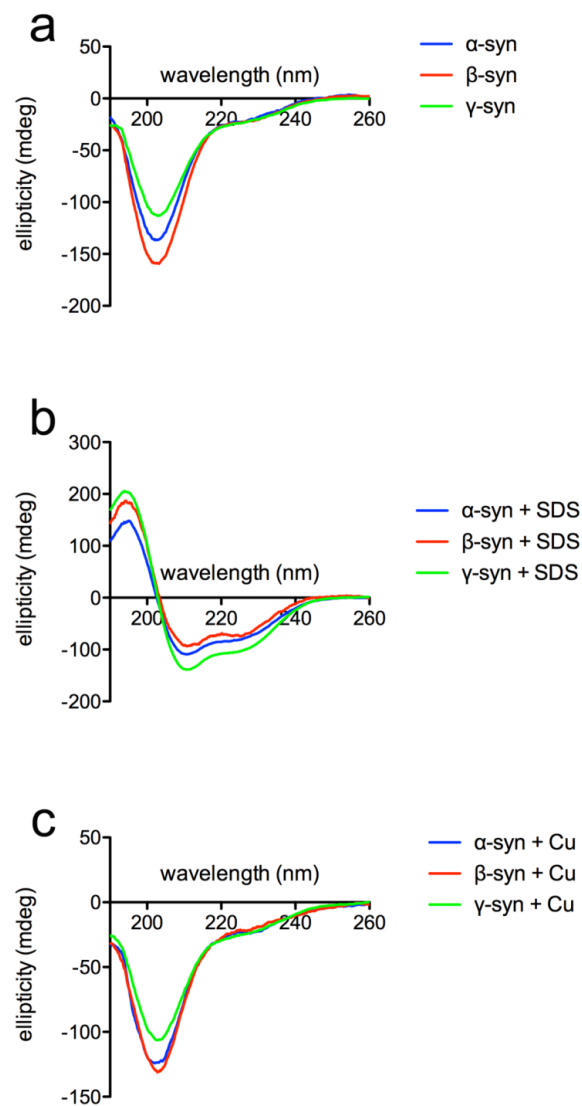 a
50
0
-50
-100
-150
-200
ellipticity (mdeg)
wavelength (nm)
200
220
240
260
α-syn
β-syn
γ-syn
b
300
200
100
0
-100
-200
ellipticity (mdeg)
wavelength (nm)
200
220
240
260
α-syn + SDS
β-syn + SDS
γ-syn + SDS
c
50
0
-50
-100
-150
ellipticity (mdeg)
wavelength (nm)
200
220
240
260
α-syn + Cu
β-syn + Cu
γ-syn + Cu